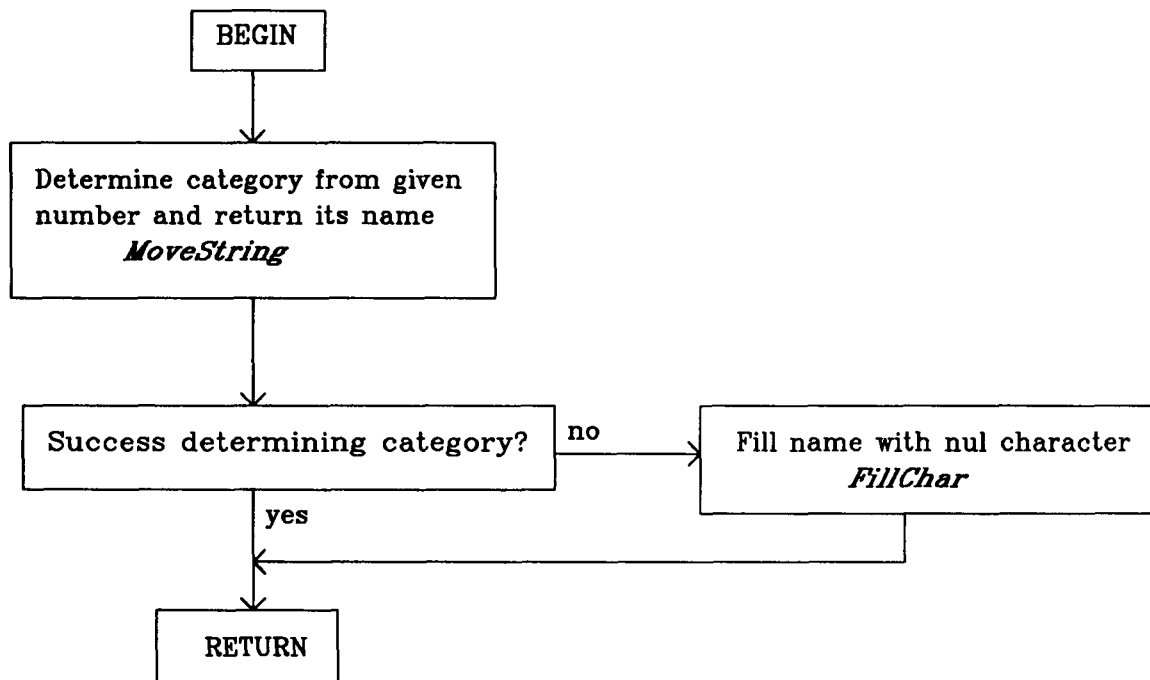 BEGIN
Determine category from given
number and return its name
MoveString
Success determining category?
no
Fill name with nul character
FillChar
yes
RETURN